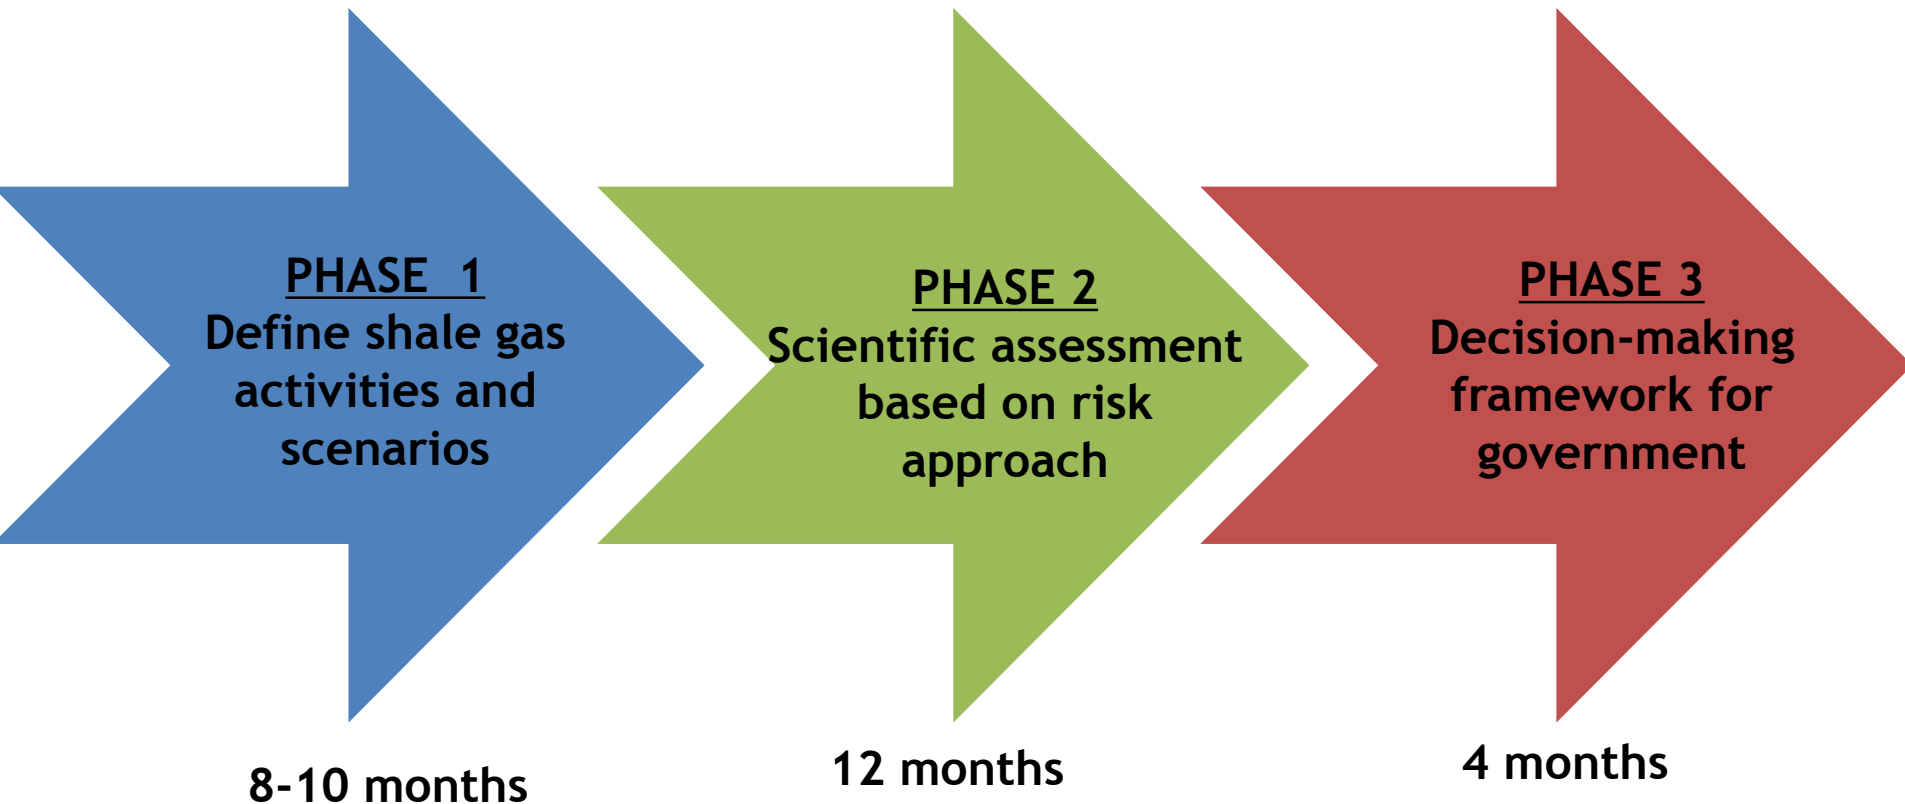 PHASE  1
Define shale gas
activities and
scenarios
8-10 months
PHASE 2
Scientific assessment
based on risk
approach
12 months
PHASE 3
Decision-making
framework for
government
4 months